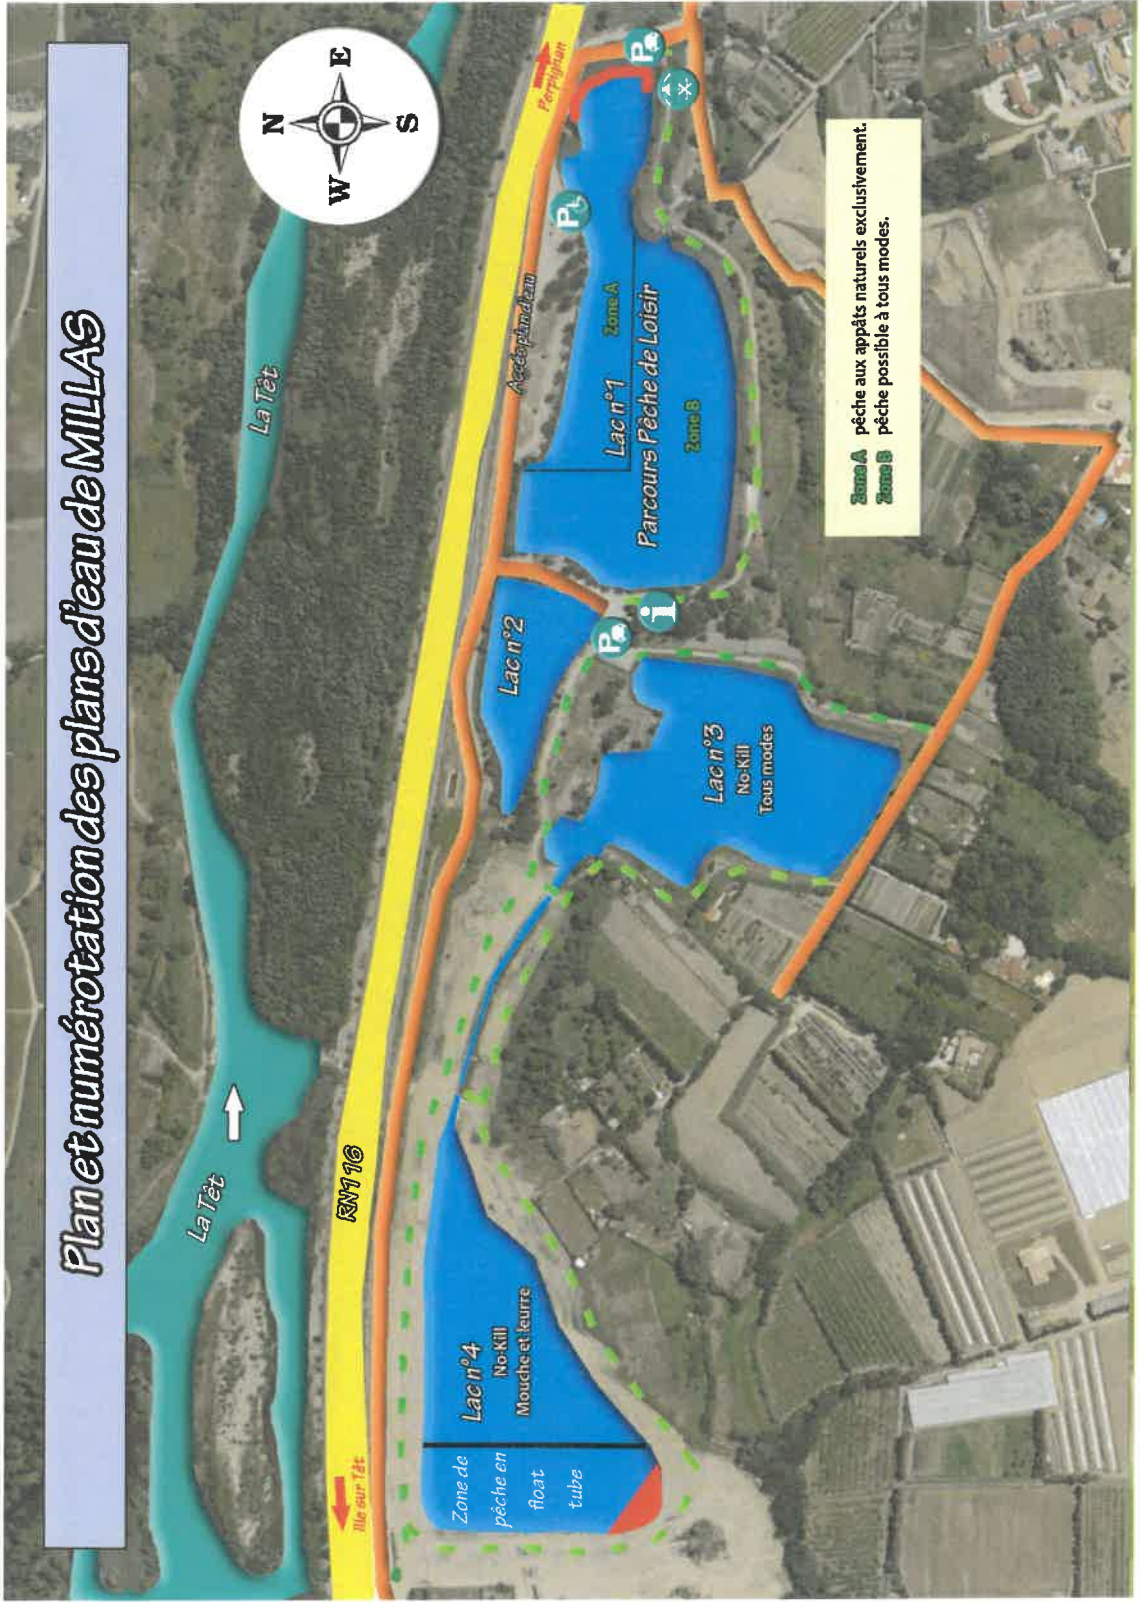 Plan et numérotation des plans d'eau de MILLAS
N
W
E
S
La Têt
La Têt
RN116
Ille sur Têt
Perpignan
Accès plan d'eau
Lac n°4
No-Kill
Mouche et leurre
Zone de
pêche en
float
tube
Lac n°2
Lac n°3
No-Kill
Tous modes
Lac n°1
Zone A
Parcours Pêche de Loisir
Zone B
P
P
P
i
Zone A pêche aux appâts naturels exclusivement.
Zone B pêche possible à tous modes.